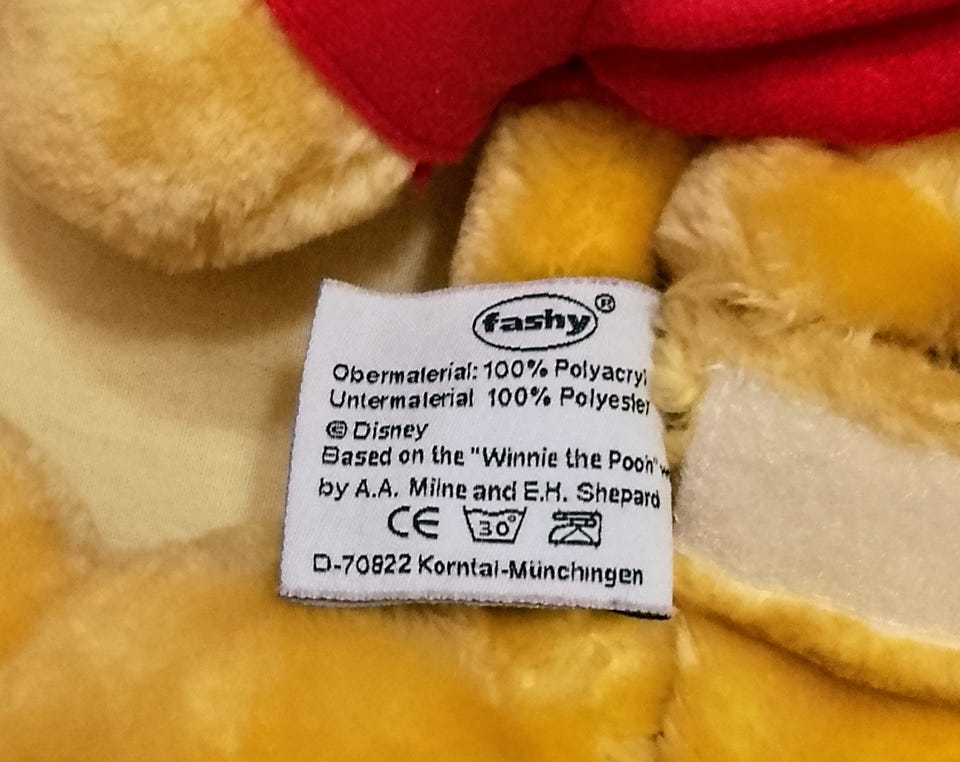 fashy®
Obermaterial: 100% Polyacryl
Untermaterial 100% Polyester
© Disney
Based on the "Winnie the Pooh"
by A.A. Milne and E.H. Shepard
CE 30°
D-70822 Korntal-Münchingen